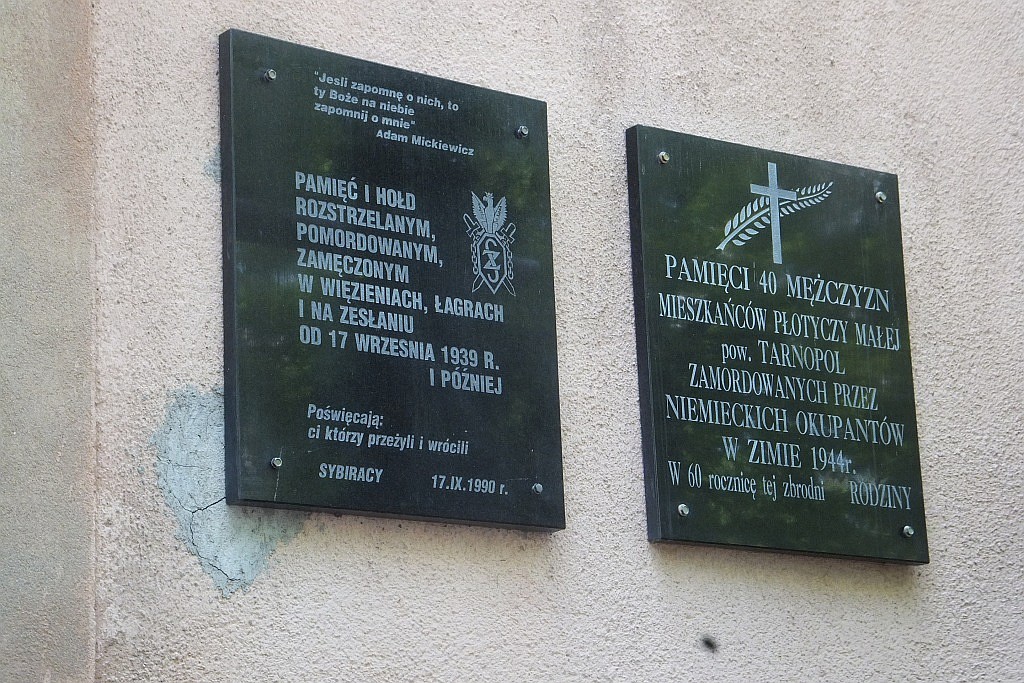 "Jesli zapomnę o nich, to
ty Boże na niebie
zapomnij o mnie"
Adam Mickiewicz
PAMIĘĆ I HOŁD
ROZSTRZELANYM,
POMORDOWANYM,
ZAMĘCZONYM
W WIĘZIENIACH, ŁAGRACH
I NA ZESŁANIU
OD 17 WRZESNIA 1939 R.
I PÓŹNIEJ
Poświęcają:
ci którzy przeżyli i wrócili
SYBIRACY 17.IX.1990 r.
PAMIĘCI 40 MĘŻCZYZN
MIESZKAŃCÓW PŁOTYCZY MAŁEJ
pow. TARNOPOL
ZAMORDOWANYCH PRZEZ
NIEMIECKICH OKUPANTÓW
W ZIMIE 1944r.
W 60 rocznicę tej zbrodni RODZINY